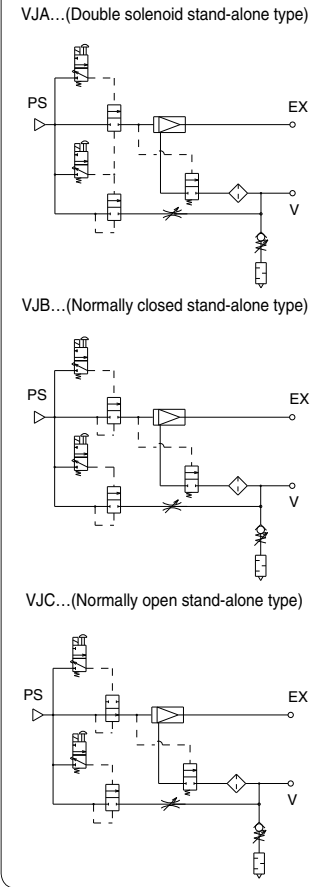 VJA…(Double solenoid stand-alone type)
PS
EX
V
VJB…(Normally closed stand-alone type)
PS
EX
V
VJC…(Normally open stand-alone type)
PS
EX
V